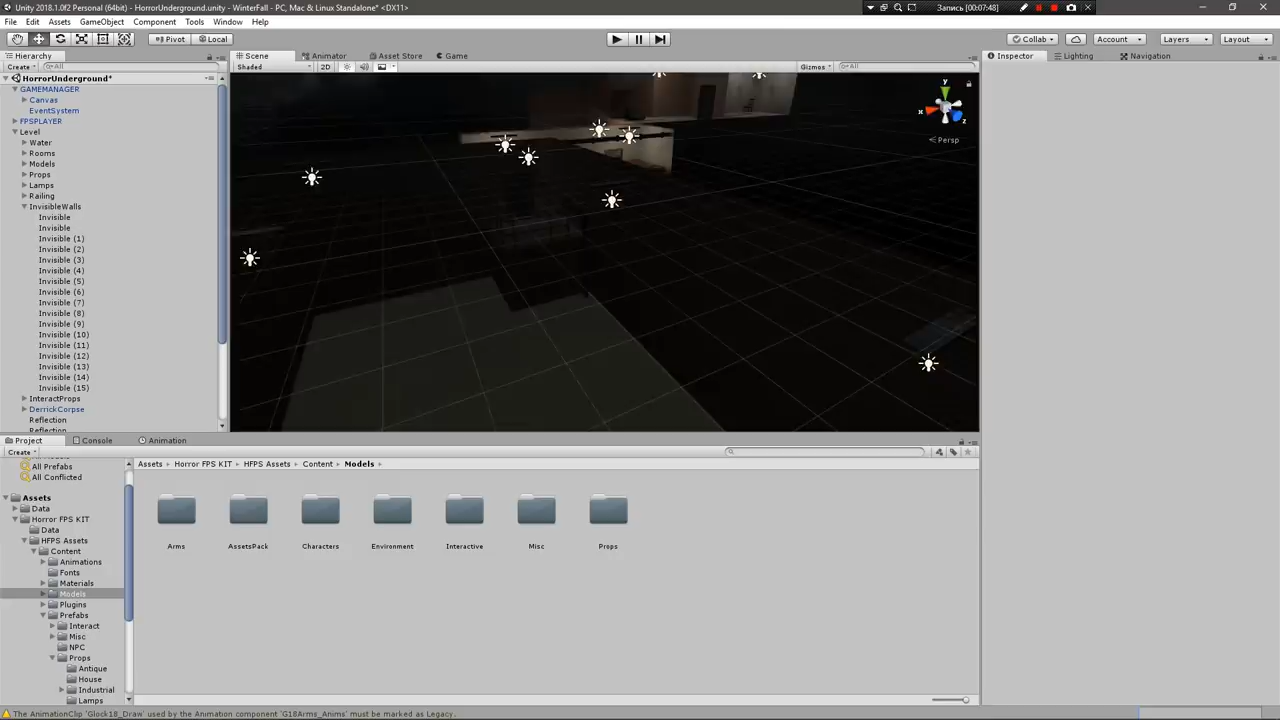 Unity 2018.1.0f2 Personal (64bit) - HorrorUnderground.unity - WinterFall - PC, Mac & Linux Standalone* <DX11>
Запись [00:07:48]
File Edit Assets GameObject Component Tools Window Help
Pivot Local
Collab Account Layers Layout
Hierarchy
Create All
HorrorUnderground*
GAMEMANAGER
Canvas
EventSystem
FPSPLAYER
Level
Water
Rooms
Models
Props
Lamps
Railing
InvisibleWalls
Invisible
Invisible
Invisible (1)
Invisible (2)
Invisible (3)
Invisible (4)
Invisible (5)
Invisible (6)
Invisible (7)
Invisible (8)
Invisible (9)
Invisible (10)
Invisible (11)
Invisible (12)
Invisible (13)
Invisible (14)
Invisible (15)
InteractProps
DerrickCorpse
Reflection
Reflection
Scene Animator Asset Store Game
Shaded 2D Gizmos All
y
x
z
Persp
Inspector Lighting Navigation
Project Console Animation
Create
All Models
All Prefabs
All Conflicted
Assets
Data
Horror FPS KIT
Data
HFPS Assets
Content
Animations
Fonts
Materials
Models
Plugins
Prefabs
Interact
Misc
NPC
Props
Antique
House
Industrial
Lamps
Assets Horror FPS KIT HFPS Assets Content Models
Arms AssetsPack Characters Environment Interactive Misc Props
The AnimationClip 'Glock18_Draw' used by the Animation component 'G18Arms_Anims' must be marked as Legacy.